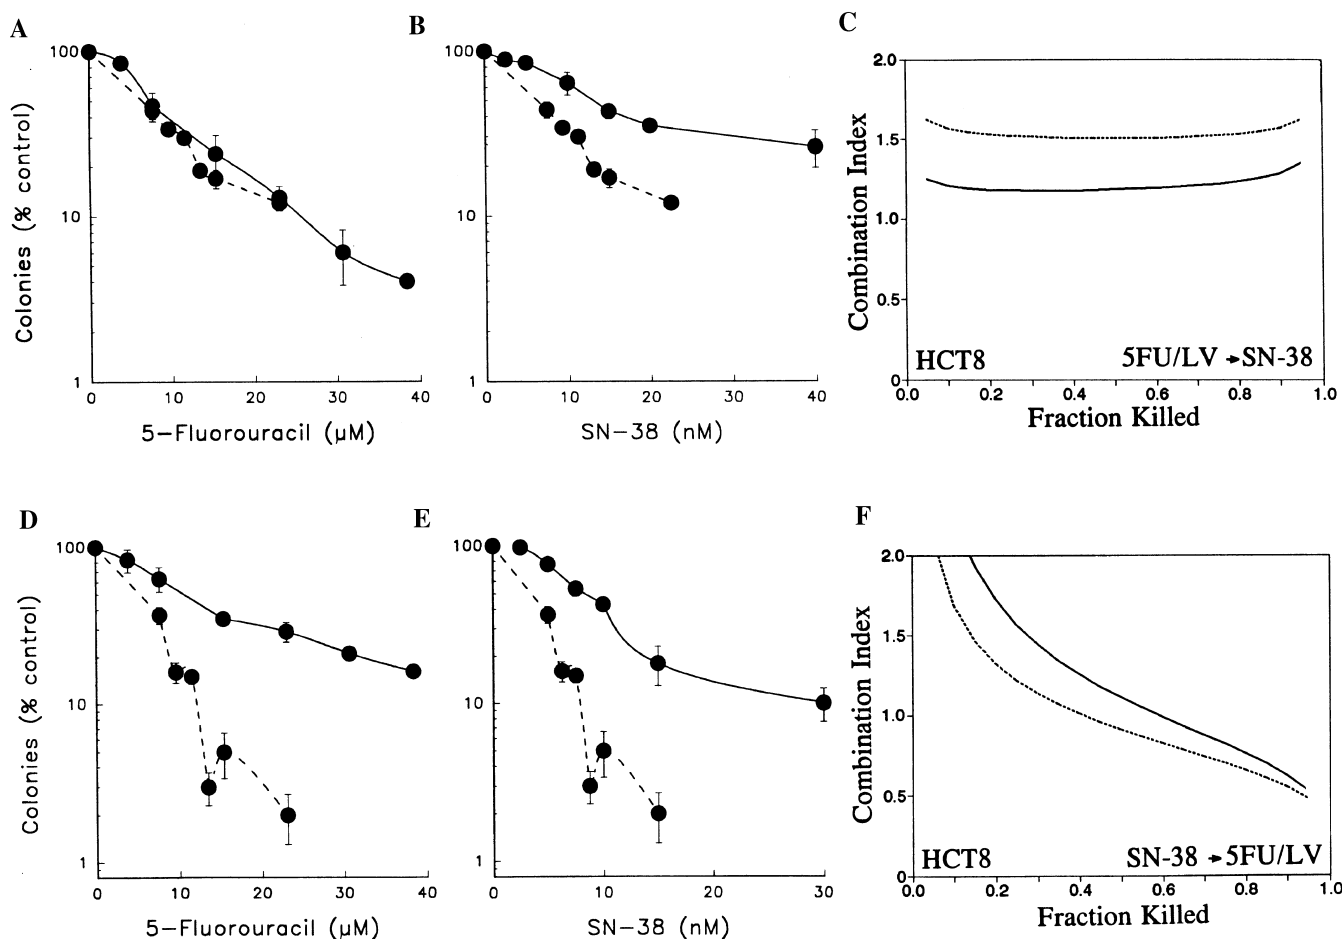 A
100
10
1
0
10
20
30
40
Colonies (% control)
5-Fluorouracil (µM)
B
100
10
1
0
10
20
30
40
SN-38 (nM)
C
2.0
1.5
1.0
0.5
0
0.0
0.2
0.4
0.6
0.8
1.0
Combination Index
HCT8
5FU/LV → SN-38
Fraction Killed
D
100
10
1
0
10
20
30
40
Colonies (% control)
5-Fluorouracil (µM)
E
100
10
1
0
10
20
30
SN-38 (nM)
F
2.0
1.5
1.0
0.5
0.0
0.0
0.2
0.4
0.6
0.8
1.0
Combination Index
HCT8
SN-38 → 5FU/LV
Fraction Killed